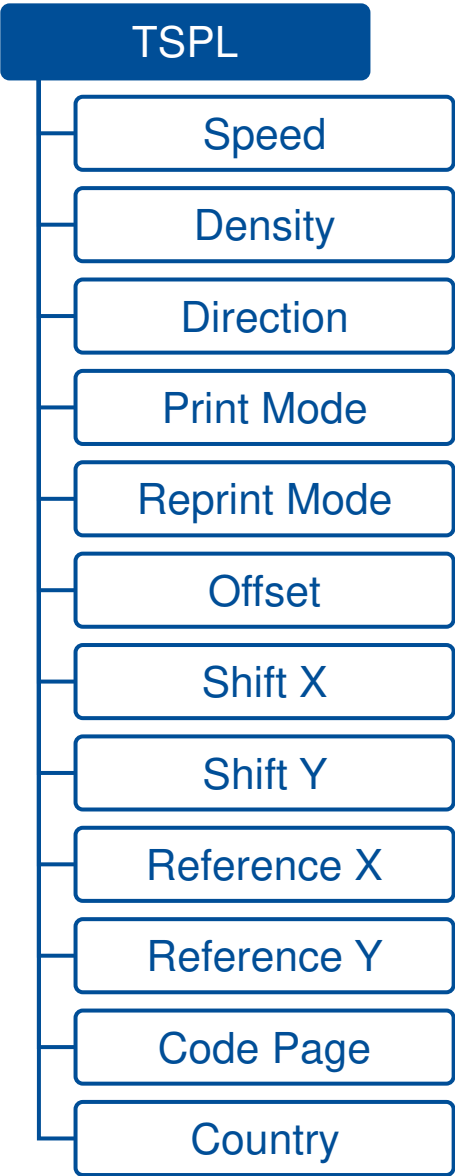 TSPL
Speed
Density
Direction
Print Mode
Reprint Mode
Offset
Shift X
Shift Y
Reference X
Reference Y
Code Page
Country